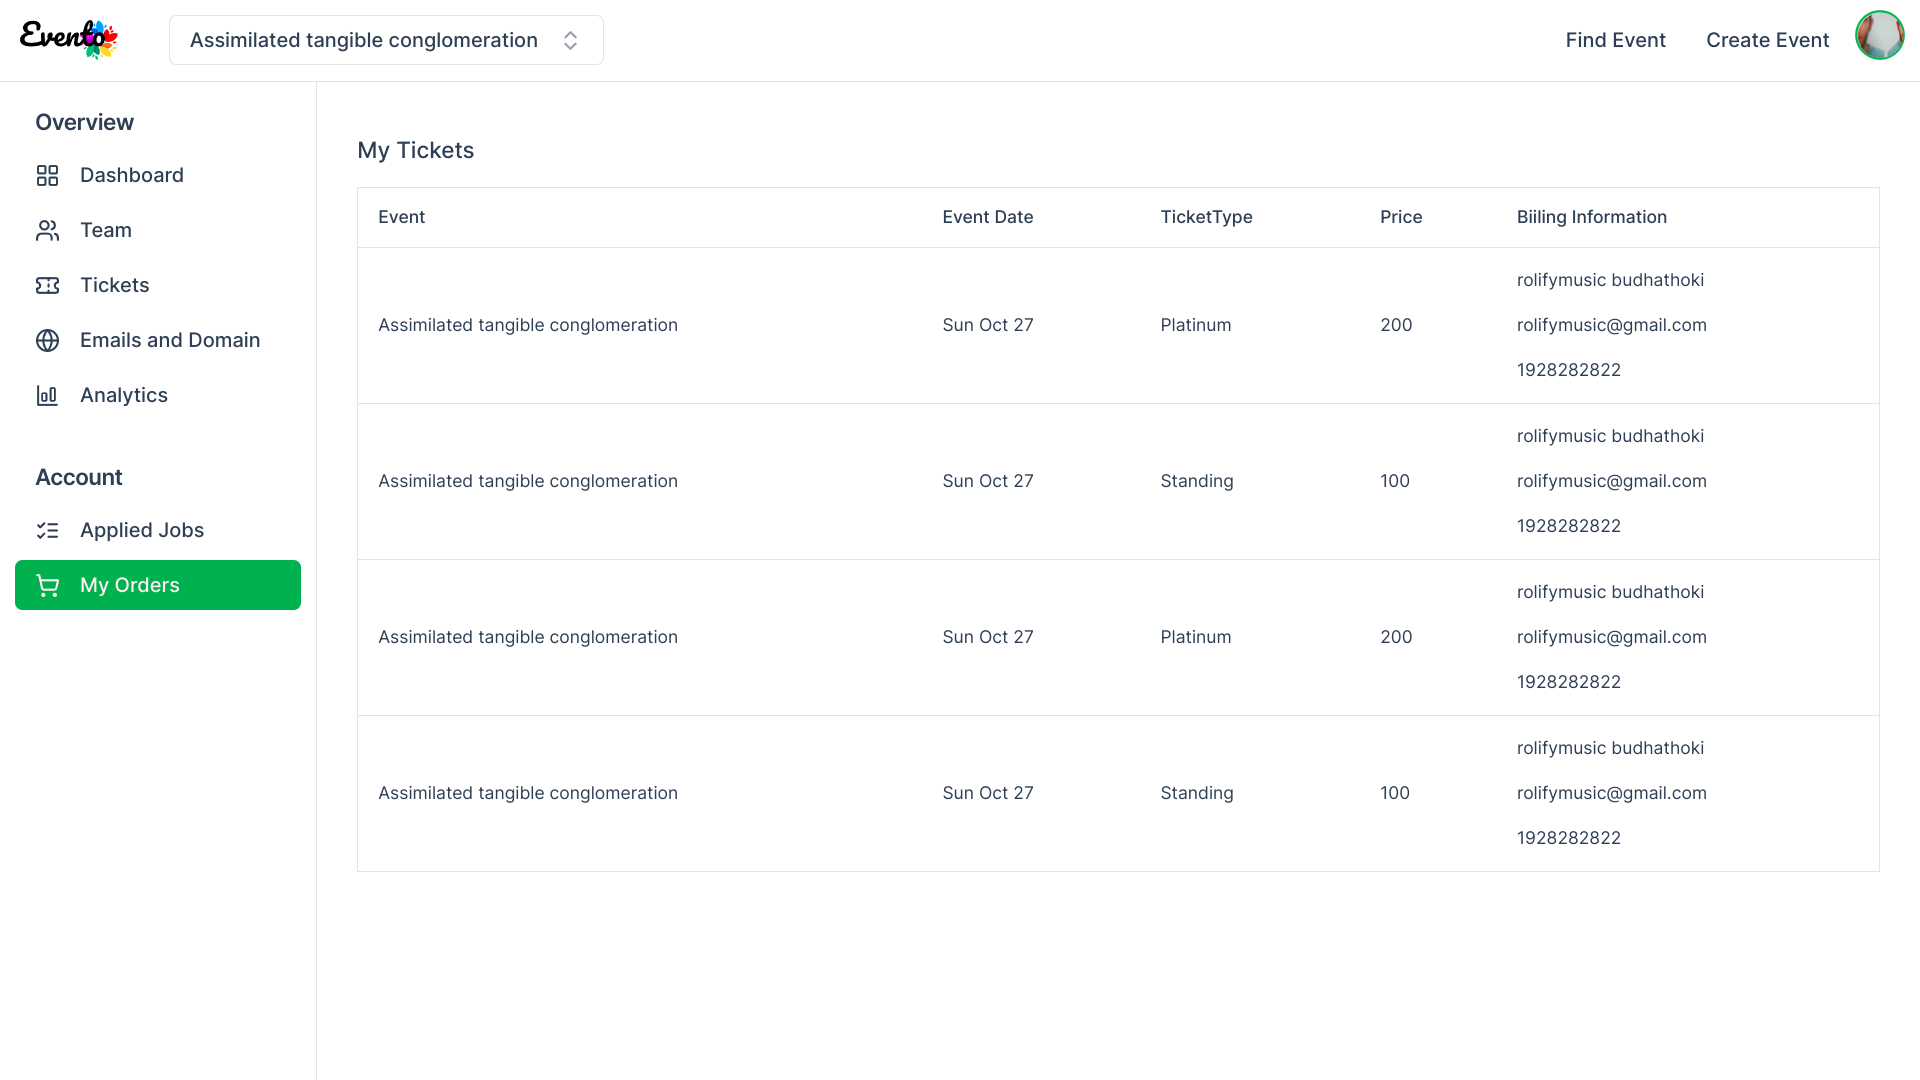 Evento
Assimilated tangible conglomeration
Find Event
Create Event
Overview
Dashboard
Team
Tickets
Emails and Domain
Analytics
Account
Applied Jobs
My Orders
My Tickets
Event Event Date TicketType Price Biiling Information
rolifymusic budhathoki
Assimilated tangible conglomeration Sun Oct 27 Platinum 200 rolifymusic@gmail.com
1928282822
rolifymusic budhathoki
Assimilated tangible conglomeration Sun Oct 27 Standing 100 rolifymusic@gmail.com
1928282822
rolifymusic budhathoki
Assimilated tangible conglomeration Sun Oct 27 Platinum 200 rolifymusic@gmail.com
1928282822
rolifymusic budhathoki
Assimilated tangible conglomeration Sun Oct 27 Standing 100 rolifymusic@gmail.com
1928282822